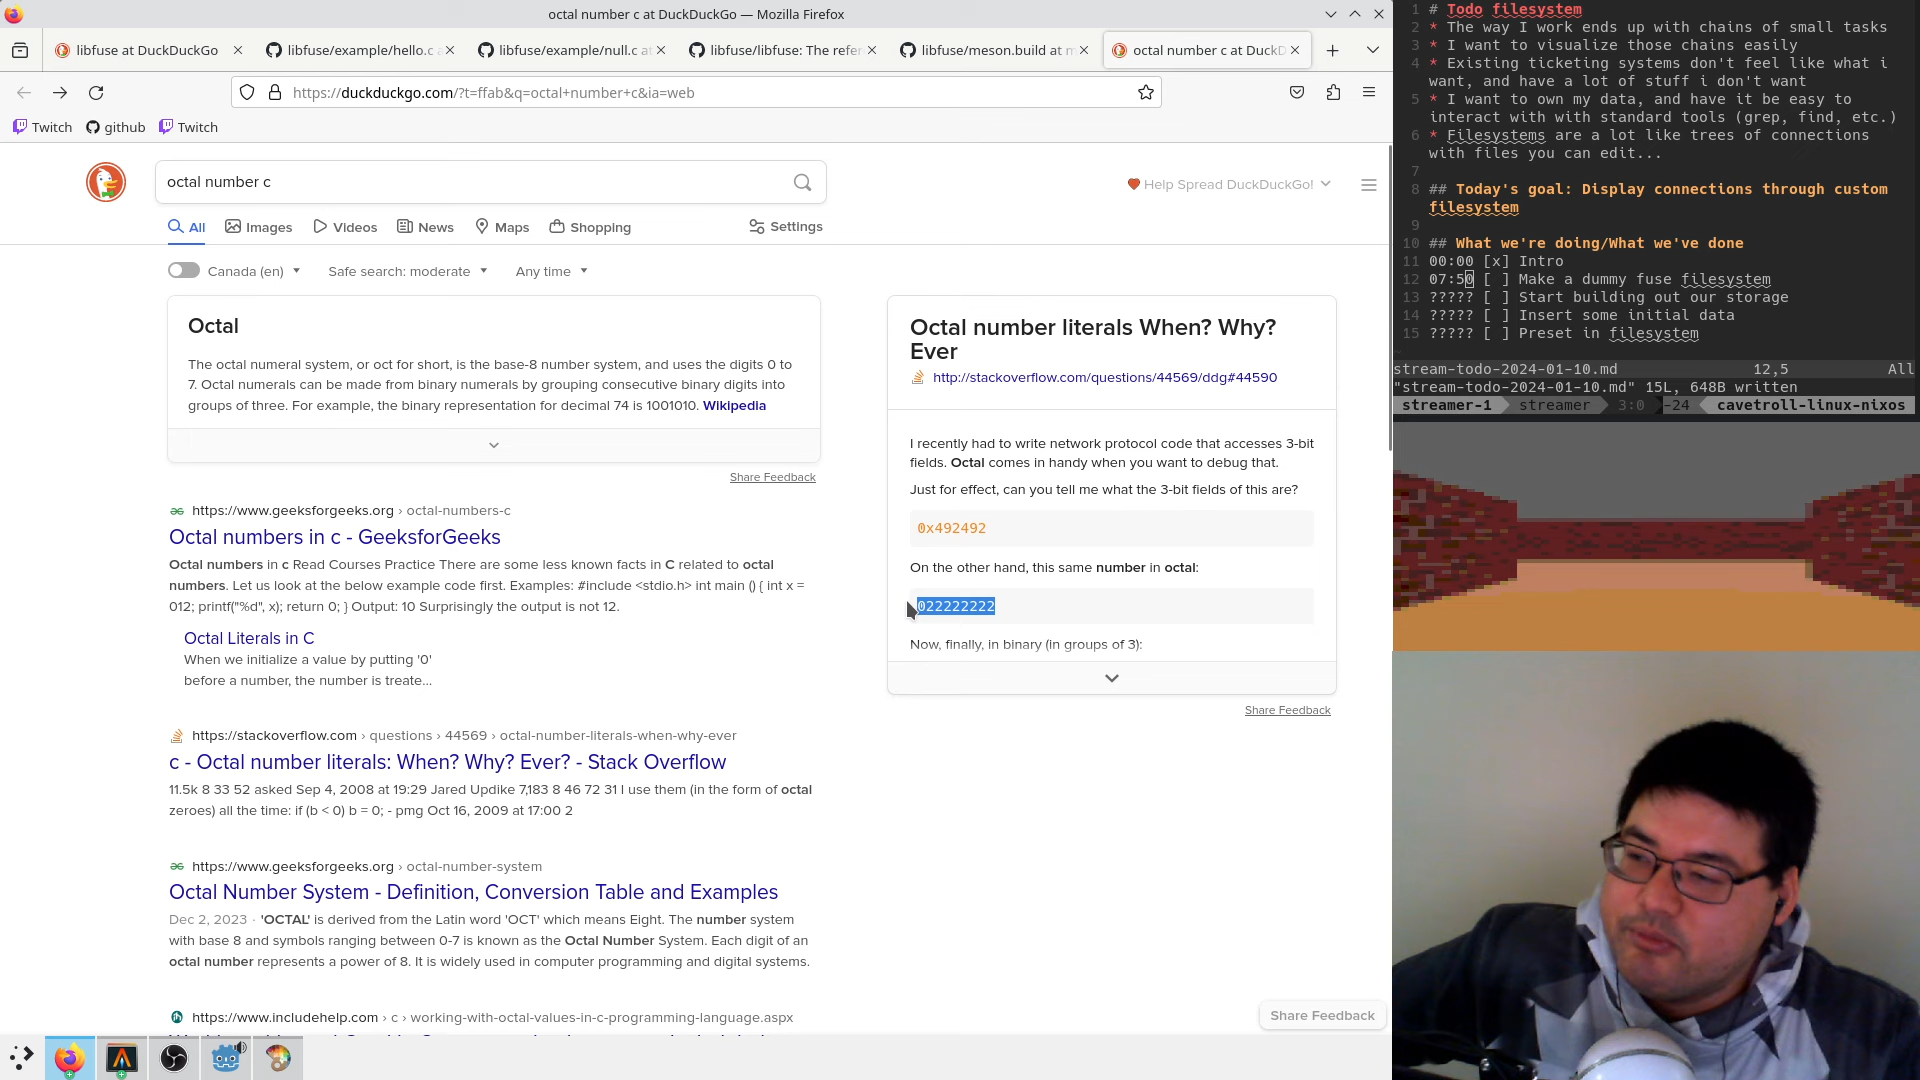 octal number c at DuckDuckGo — Mozilla Firefox
libfuse at DuckDuckGo
libfuse/example/hello.c a
libfuse/example/null.c at
libfuse/libfuse: The refer
libfuse/meson.build at m
octal number c at DuckD
https://duckduckgo.com/?t=ffab&q=octal+number+c&ia=web
Twitch
github
Twitch
octal number c
Help Spread DuckDuckGo!
All
Images
Videos
News
Maps
Shopping
Settings
Canada (en)
Safe search: moderate
Any time
Octal
The octal numeral system, or oct for short, is the base-8 number system, and uses the digits 0 to
7. Octal numerals can be made from binary numerals by grouping consecutive binary digits into
groups of three. For example, the binary representation for decimal 74 is 1001010. Wikipedia
Share Feedback
https://www.geeksforgeeks.org › octal-numbers-c
Octal numbers in c - GeeksforGeeks
Octal numbers in c Read Courses Practice There are some less known facts in C related to octal
numbers. Let us look at the below example code first. Examples: #include <stdio.h> int main () { int x =
012; printf("%d", x); return 0; } Output: 10 Surprisingly the output is not 12.
Octal Literals in C
When we initialize a value by putting '0'
before a number, the number is treate...
https://stackoverflow.com › questions › 44569 › octal-number-literals-when-why-ever
c - Octal number literals: When? Why? Ever? - Stack Overflow
11.5k 8 33 52 asked Sep 4, 2008 at 19:29 Jared Updike 7,183 8 46 72 31 I use them (in the form of octal
zeroes) all the time: if (b < 0) b = 0; - pmg Oct 16, 2009 at 17:00 2
https://www.geeksforgeeks.org › octal-number-system
Octal Number System - Definition, Conversion Table and Examples
Dec 2, 2023 · 'OCTAL' is derived from the Latin word 'OCT' which means Eight. The number system
with base 8 and symbols ranging between 0-7 is known as the Octal Number System. Each digit of an
octal number represents a power of 8. It is widely used in computer programming and digital systems.
https://www.includehelp.com › c › working-with-octal-values-in-c-programming-language.aspx
Octal number literals When? Why?
Ever
http://stackoverflow.com/questions/44569/ddg#44590
I recently had to write network protocol code that accesses 3-bit
fields. Octal comes in handy when you want to debug that.
Just for effect, can you tell me what the 3-bit fields of this are?
0x492492
On the other hand, this same number in octal:
022222222
Now, finally, in binary (in groups of 3):
Share Feedback
Share Feedback
1 # Todo filesystem
2 * The way I work ends up with chains of small tasks
3 * I want to visualize those chains easily
4 * Existing ticketing systems don't feel like what i
want, and have a lot of stuff i don't want
5 * I want to own my data, and have it be easy to
interact with with standard tools (grep, find, etc.)
6 * Filesystems are a lot like trees of connections
with files you can edit...
7
8 ## Today's goal: Display connections through custom
filesystem
9
10 ## What we're doing/What we've done
11 00:00 [x] Intro
12 07:50 [ ] Make a dummy fuse filesystem
13 ????? [ ] Start building out our storage
14 ????? [ ] Insert some initial data
15 ????? [ ] Preset in filesystem
stream-todo-2024-01-10.md 12,5 All
"stream-todo-2024-01-10.md" 15L, 648B written
streamer-1 streamer 3:0 -24 cavetroll-linux-nixos